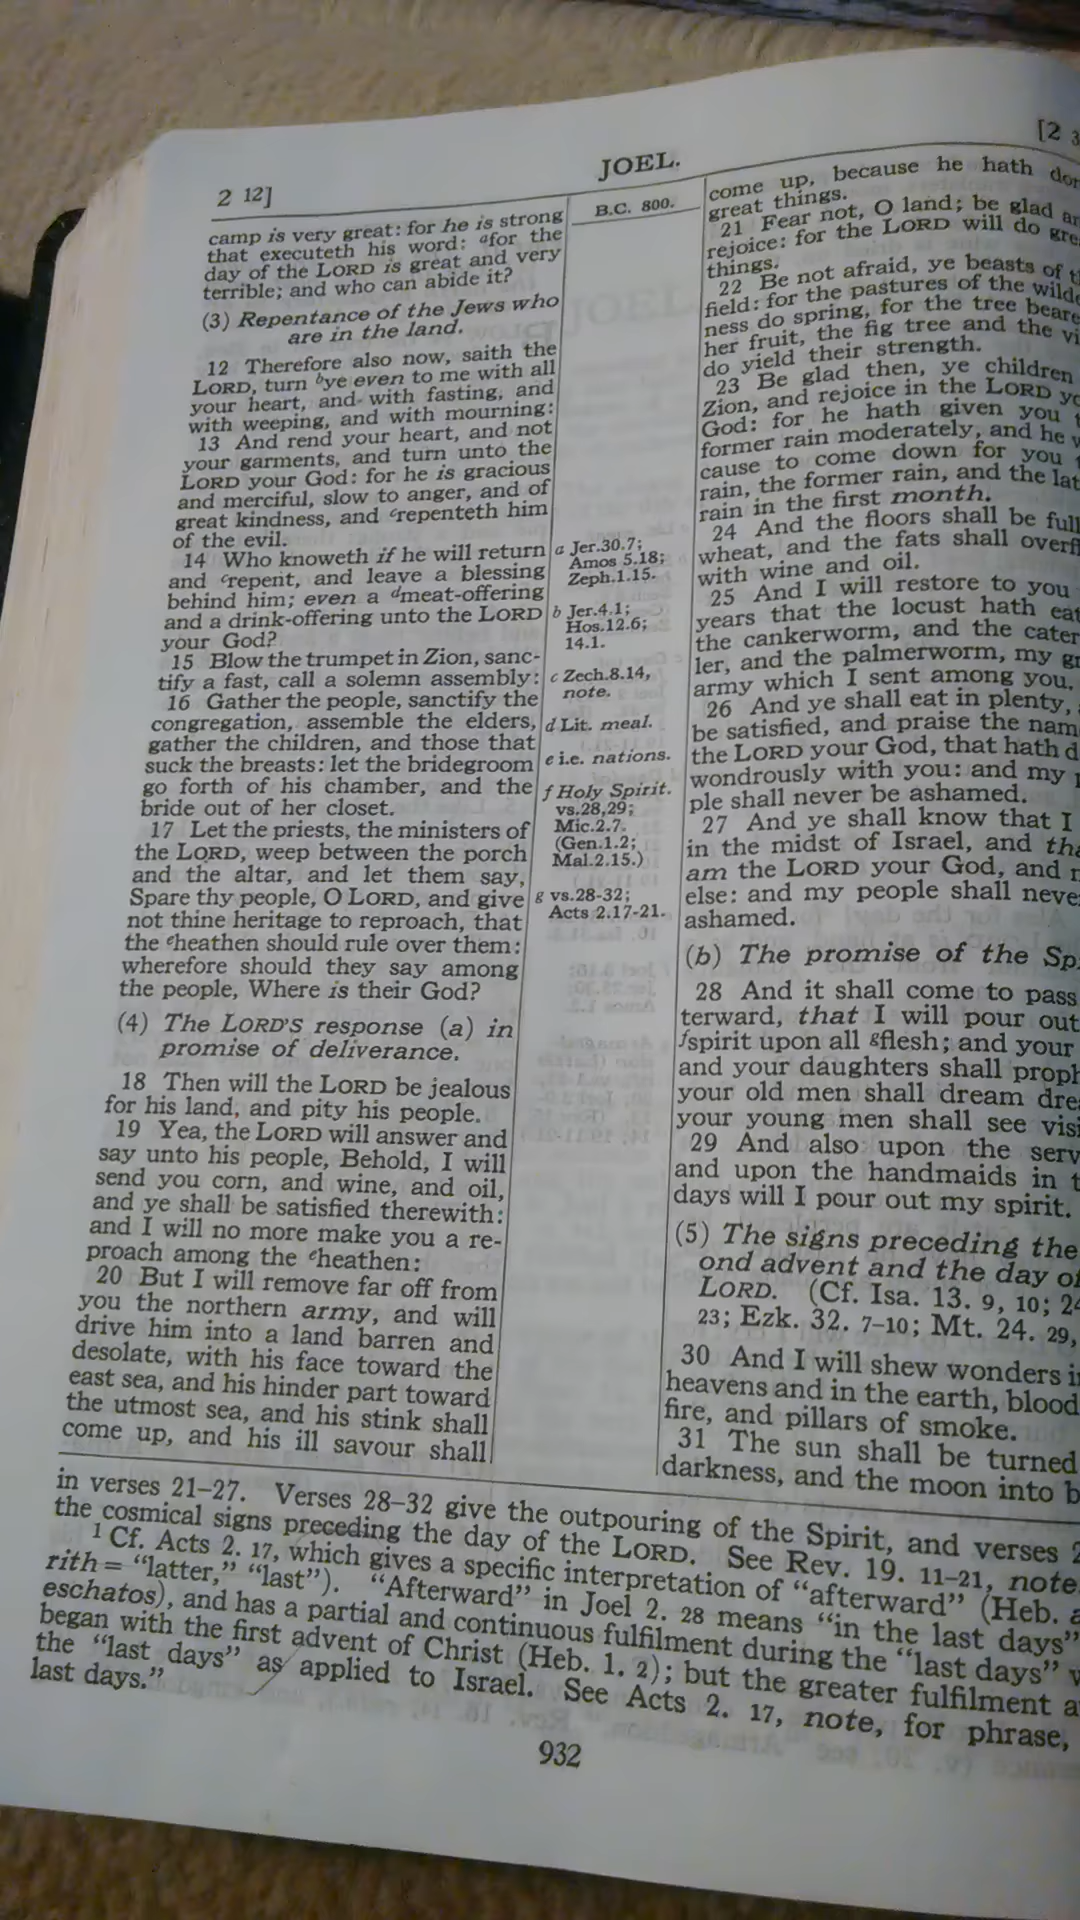 JOEL.
2 12]
[2 3
B.C. 800.
camp is very great: for he is strong
that executeth his word: ᵃfor the
day of the LORD is great and very
terrible; and who can abide it?
(3) Repentance of the Jews who
are in the land.
12 Therefore also now, saith the
LORD, turn ᵇye even to me with all
your heart, and with fasting, and
with weeping, and with mourning:
13 And rend your heart, and not
your garments, and turn unto the
LORD your God: for he is gracious
and merciful, slow to anger, and of
great kindness, and ᶜrepenteth him
of the evil.
14 Who knoweth if he will return
and ᶜrepent, and leave a blessing
behind him; even a ᵈmeat-offering
and a drink-offering unto the LORD
your God?
15 Blow the trumpet in Zion, sanc-
tify a fast, call a solemn assembly:
16 Gather the people, sanctify the
congregation, assemble the elders,
gather the children, and those that
suck the breasts: let the bridegroom
go forth of his chamber, and the
bride out of her closet.
17 Let the priests, the ministers of
the LORD, weep between the porch
and the altar, and let them say,
Spare thy people, O LORD, and give
not thine heritage to reproach, that
the ᵉheathen should rule over them:
wherefore should they say among
the people, Where is their God?
(4) The LORD'S response (a) in
promise of deliverance.
18 Then will the LORD be jealous
for his land, and pity his people.
19 Yea, the LORD will answer and
say unto his people, Behold, I will
send you corn, and wine, and oil,
and ye shall be satisfied therewith:
and I will no more make you a re-
proach among the ᵉheathen:
20 But I will remove far off from
you the northern army, and will
drive him into a land barren and
desolate, with his face toward the
east sea, and his hinder part toward
the utmost sea, and his stink shall
come up, and his ill savour shall
a Jer.30.7;
Amos 5.18;
Zeph.1.15.
b Jer.4.1;
Hos.12.6;
14.1.
c Zech.8.14,
note.
d Lit. meal.
e i.e. nations.
f Holy Spirit.
vs.28,29;
Mic.2.7.
(Gen.1.2;
Mal.2.15.)
g vs.28-32;
Acts 2.17-21.
come up, because he hath
great things.
21 Fear not, O land; be glad
rejoice: for the LORD will do
things.
22 Be not afraid, ye beasts of
field: for the pastures of the
ness do spring, for the tree
her fruit, the fig tree and the
do yield their strength.
23 Be glad then, ye children
Zion, and rejoice in the LORD
God: for he hath given you
former rain moderately, and he
cause to come down for you
rain, the former rain, and the
rain in the first month.
24 And the floors shall be full
wheat, and the fats shall
with wine and oil.
25 And I will restore to you
years that the locust hath
the cankerworm, and the cater
ler, and the palmerworm, my
army which I sent among you.
26 And ye shall eat in plenty,
be satisfied, and praise the
the LORD your God, that hath
wondrously with you: and my
ple shall never be ashamed.
27 And ye shall know that I
in the midst of Israel, and
am the LORD your God, and
else: and my people shall
ashamed.
(b) The promise of the
28 And it shall come to pass
terward, that I will pour out
ᶠspirit upon all ᵍflesh; and your
and your daughters shall
your old men shall dream
your young men shall see
29 And also upon the
and upon the handmaids in
days will I pour out my spirit.
(5) The signs preceding the
ond advent and the day
LORD. (Cf. Isa. 13. 9, 10;
23; Ezk. 32. 7-10; Mt. 24. 29,
30 And I will shew wonders
heavens and in the earth, blood
fire, and pillars of smoke.
31 The sun shall be turned
darkness, and the moon into
in verses 21-27. Verses 28-32 give the outpouring of the Spirit, and verses
the cosmical signs preceding the day of the LORD. See Rev. 19. 11-21, note
¹ Cf. Acts 2. 17, which gives a specific interpretation of "afterward" (Heb.
rith = "latter," "last"). "Afterward" in Joel 2. 28 means "in the last days"
eschatos), and has a partial and continuous fulfilment during the "last days"
began with the first advent of Christ (Heb. 1. 2); but the greater fulfilment
the "last days" as applied to Israel. See Acts 2. 17, note, for phrase,
last days."
932